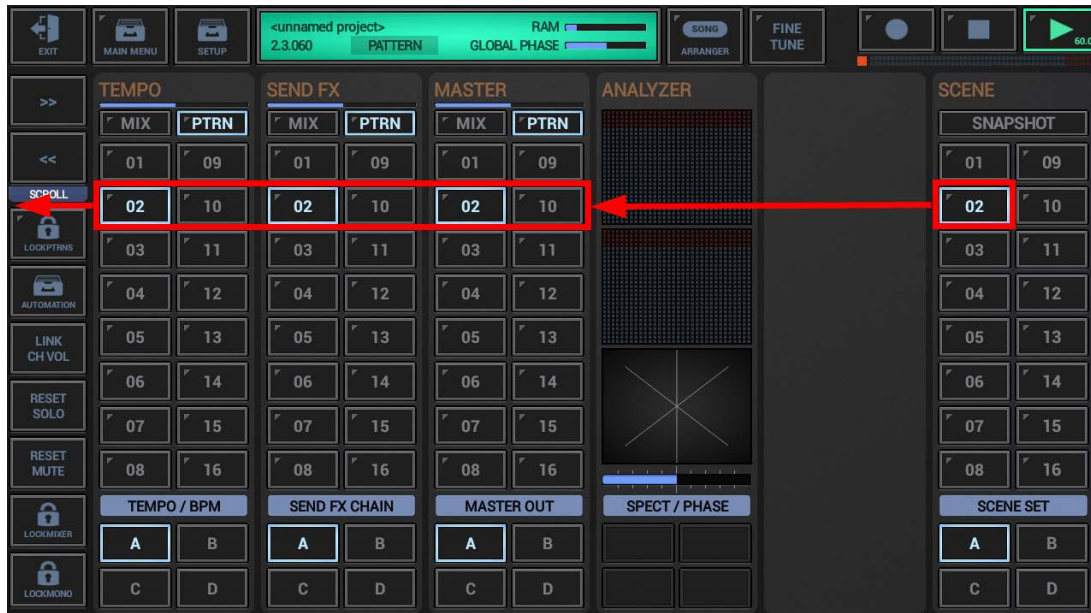 EXIT
MAIN MENU
SETUP
<unnamed project> RAM
2.3.060 PATTERN GLOBAL PHASE
SONG
ARRANGER
FINE
TUNE
60.0
>>
<<
SCROLL
LOCKPTRNS
AUTOMATION
LINK
CH VOL
RESET
SOLO
RESET
MUTE
LOCKMIXER
LOCKMONO
TEMPO
MIX PTRN
01 09
02 10
03 11
04 12
05 13
06 14
07 15
08 16
TEMPO / BPM
A B
C D
SEND FX
MIX PTRN
01 09
02 10
03 11
04 12
05 13
06 14
07 15
08 16
SEND FX CHAIN
A B
C D
MASTER
MIX PTRN
01 09
02 10
03 11
04 12
05 13
06 14
07 15
08 16
MASTER OUT
A B
C D
ANALYZER
SPECT / PHASE
SCENE
SNAPSHOT
01 09
02 10
03 11
04 12
05 13
06 14
07 15
08 16
SCENE SET
A B
C D